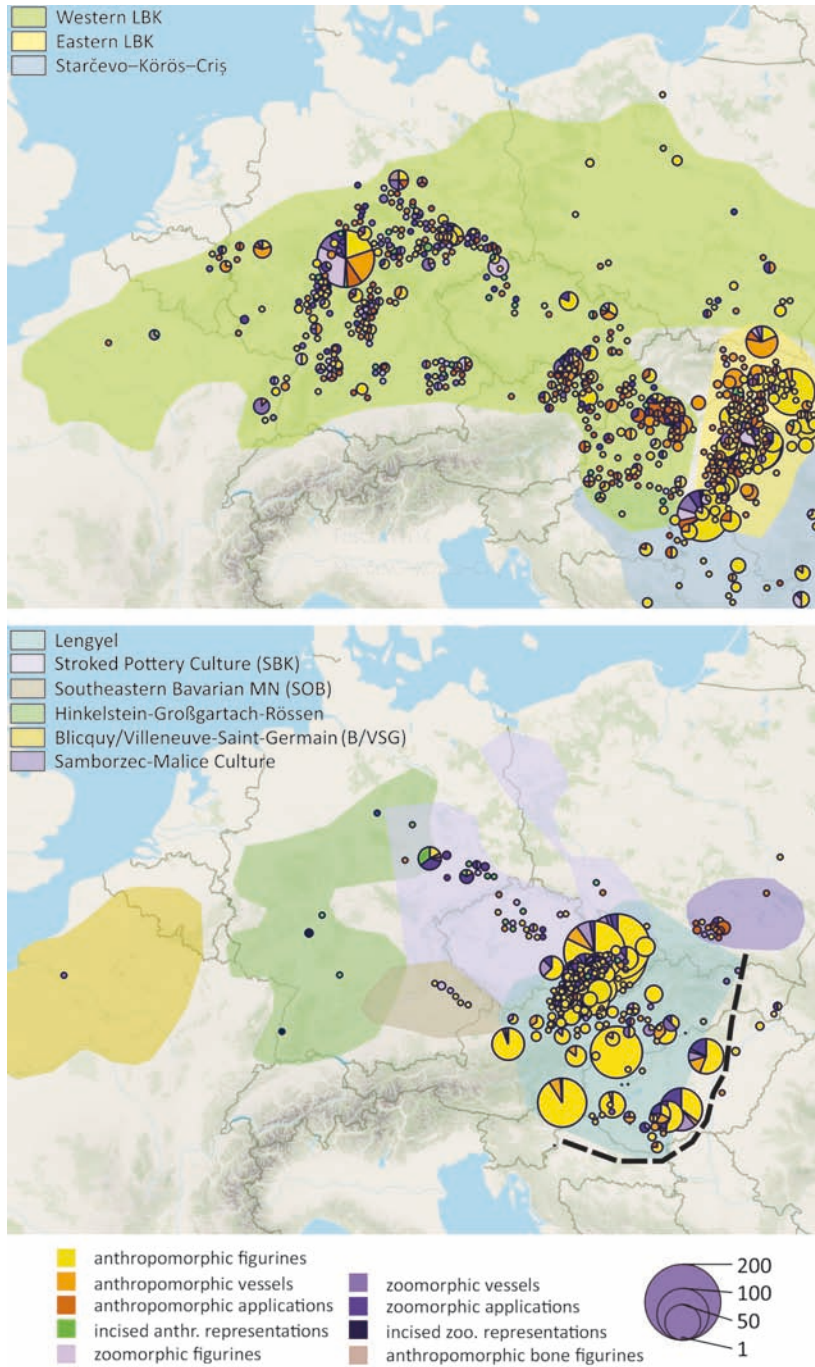 Western LBK
Eastern LBK
Starčevo–Körös–Criş
Lengyel
Stroked Pottery Culture (SBK)
Southeastern Bavarian MN (SOB)
Hinkelstein-Großgartach-Rössen
Blicquy/Villeneuve-Saint-Germain (B/VSG)
Samborzec-Malice Culture
anthropomorphic figurines
anthropomorphic vessels
anthropomorphic applications
incised anthr. representations
zoomorphic figurines
zoomorphic vessels
zoomorphic applications
incised zoo. representations
anthropomorphic bone figurines
200
100
50
1